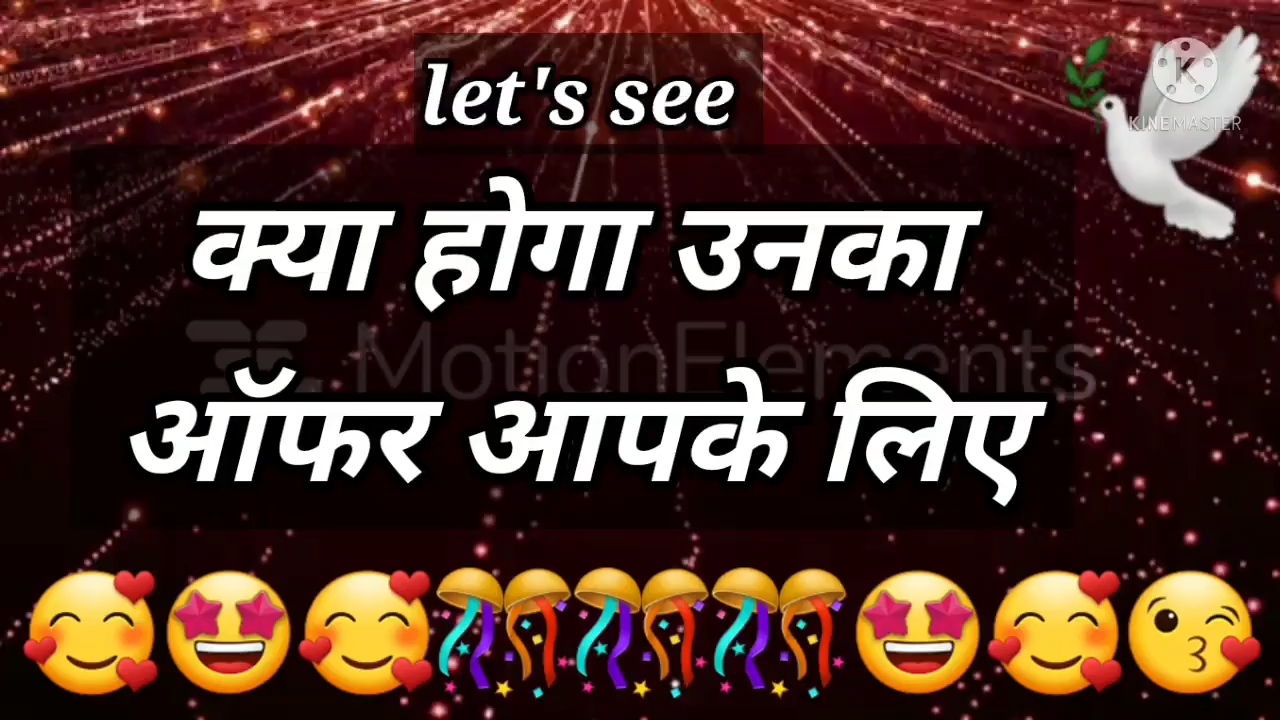 let's see
क्या होगा उनका
ऑफर आपके लिए
MotionElements
K
KINEMASTER